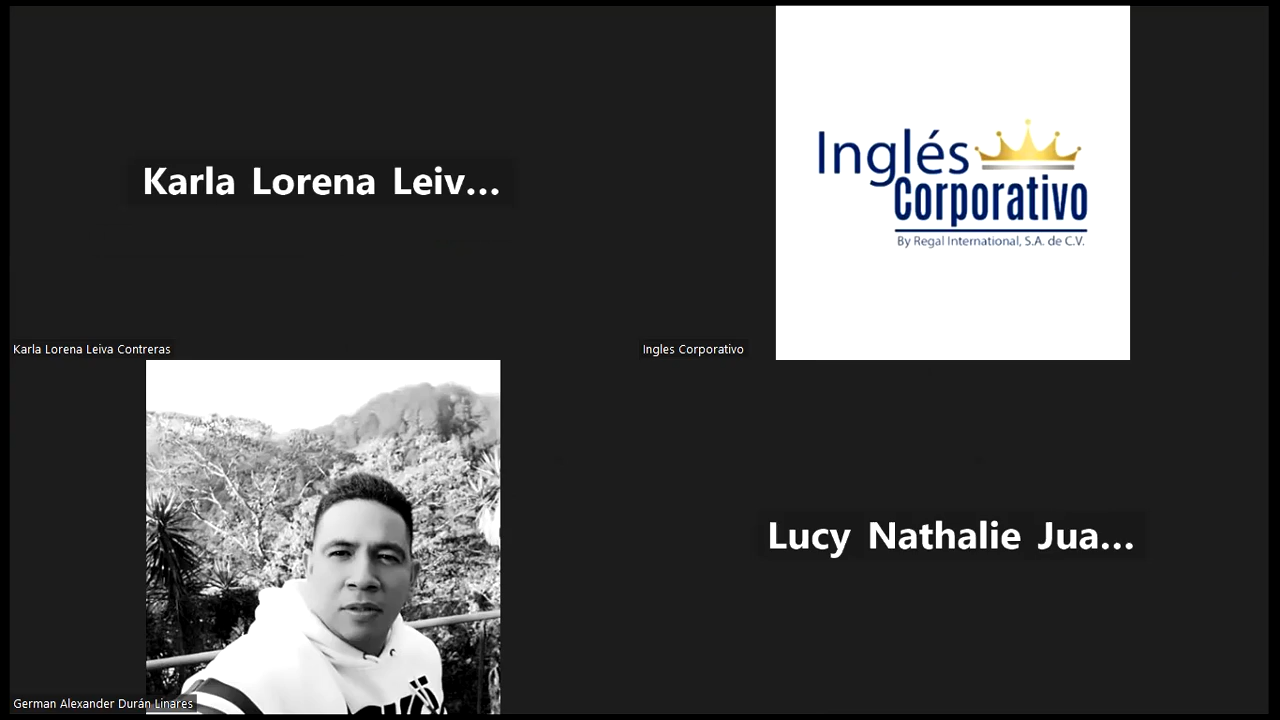 Karla Lorena Leiv...
Karla Lorena Leiva Contreras
Inglés
Corporativo
By Regal International, S.A. de C.V.
Ingles Corporativo
German Alexander Durán Linares
Lucy Nathalie Jua...